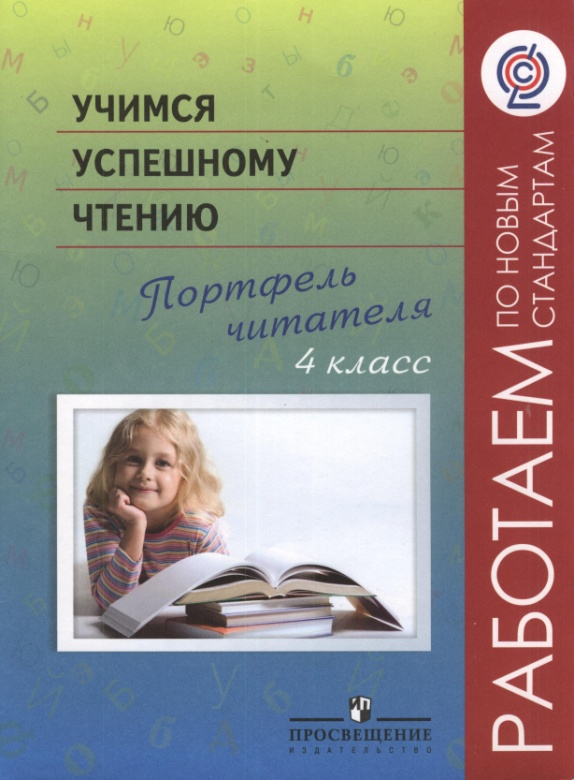 УЧИМСЯ
УСПЕШНОМУ
ЧТЕНИЮ
Портфель
читателя
4 класс
РАБОТАЕМ
ПО НОВЫМ
СТАНДАРТАМ
ПРОСВЕЩЕНИЕ
ИЗДАТЕЛЬСТВО